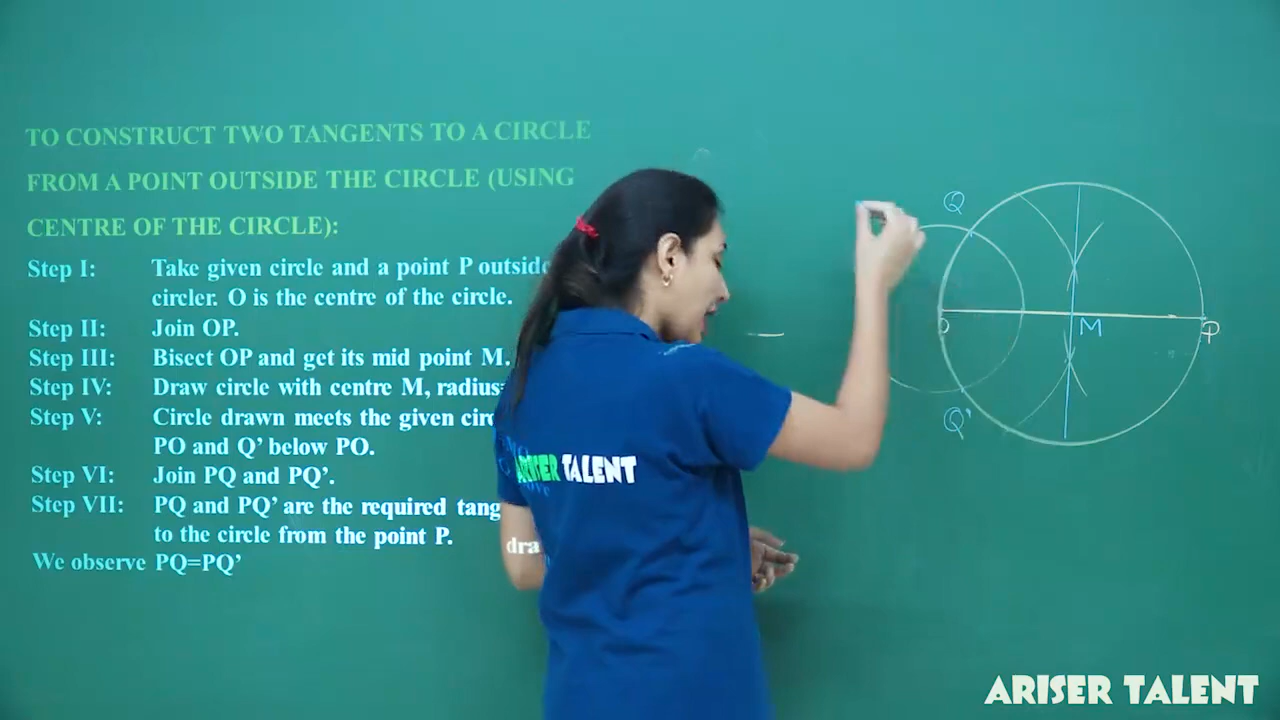 TO CONSTRUCT TWO TANGENTS TO A CIRCLE
FROM A POINT OUTSIDE THE CIRCLE (USING
CENTRE OF THE CIRCLE):
Step I: Take given circle and a point P outside
circler. O is the centre of the circle.
Step II: Join OP.
Step III: Bisect OP and get its mid point M.
Step IV: Draw circle with centre M, radius=
Step V: Circle drawn meets the given
PO and Q’ below PO.
Step VI: Join PQ and PQ’.
Step VII: PQ and PQ’ are the required
to the circle from the point P.
We observe PQ=PQ’
ARISER TALENT
Q
O
M
P
Q'
ARISER TALENT